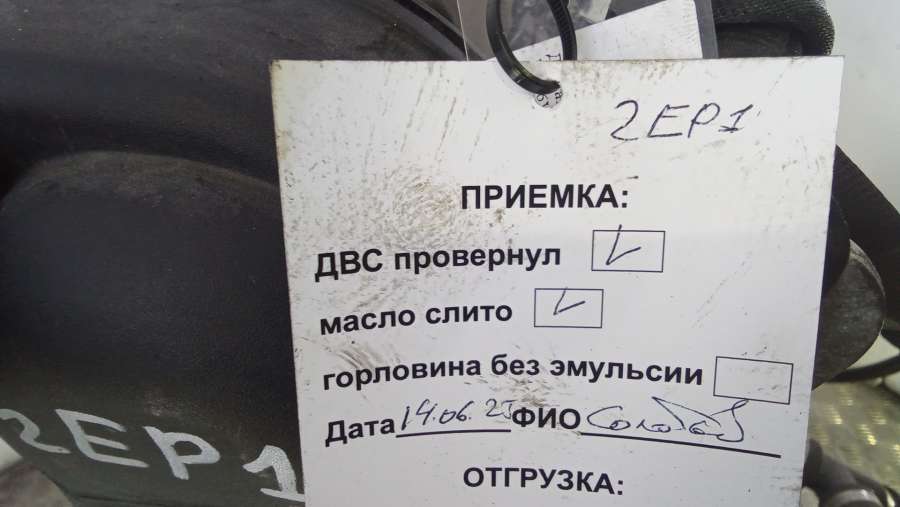 2EP1
ПРИЕМКА:
ДВС провернул
масло слито
горловина без эмульсии
Дата 14.06.25 ФИО
2EP1
ОТГРУЗКА: